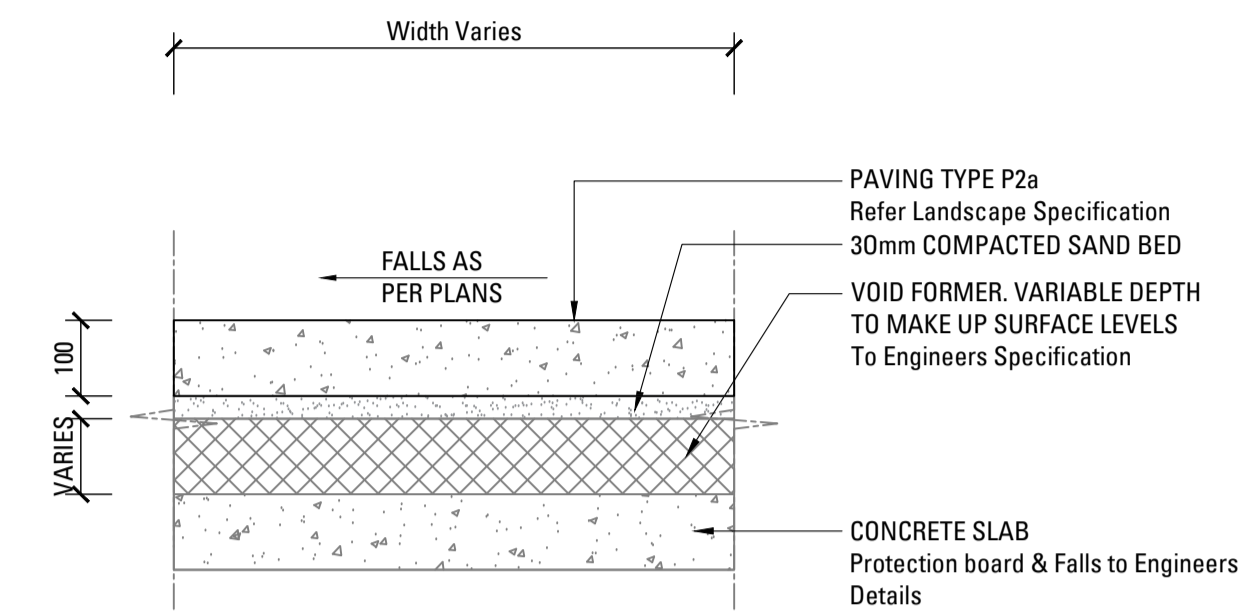 Width Varies
PAVING TYPE P2a
Refer Landscape Specification
30mm COMPACTED SAND BED
FALLS AS
PER PLANS
VOID FORMER. VARIABLE DEPTH
TO MAKE UP SURFACE LEVELS
To Engineers Specification
100
VARIES
CONCRETE SLAB
Protection board & Falls to Engineers
Details